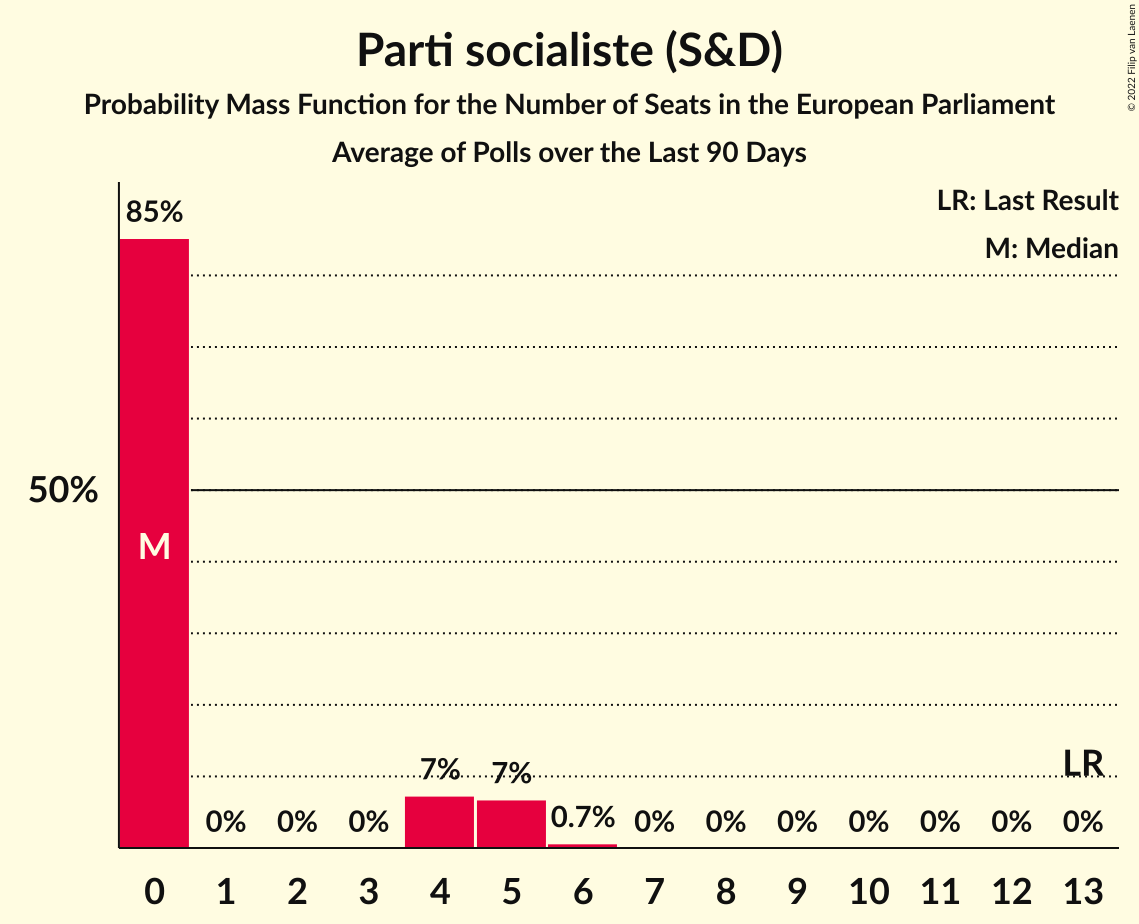 Parti socialiste (S&D)
Probability Mass Function for the Number of Seats in the European Parliament
Average of Polls over the Last 90 Days
© 2022 Filip van Laenen
LR: Last Result
M: Median
85%
50%
M
LR
7% 7%
0% 0% 0% 0.7% 0% 0% 0% 0% 0% 0% 0%
0 1 2 3 4 5 6 7 8 9 10 11 12 13